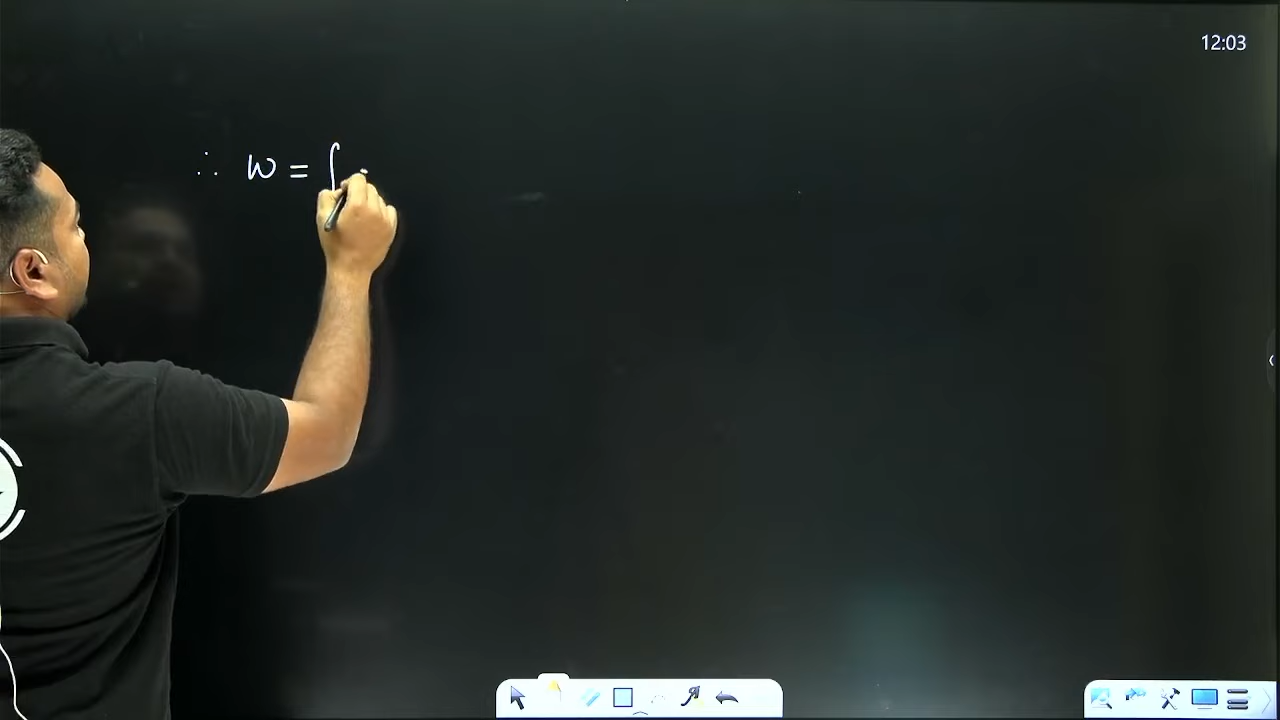 12:03
∴ W = ∫